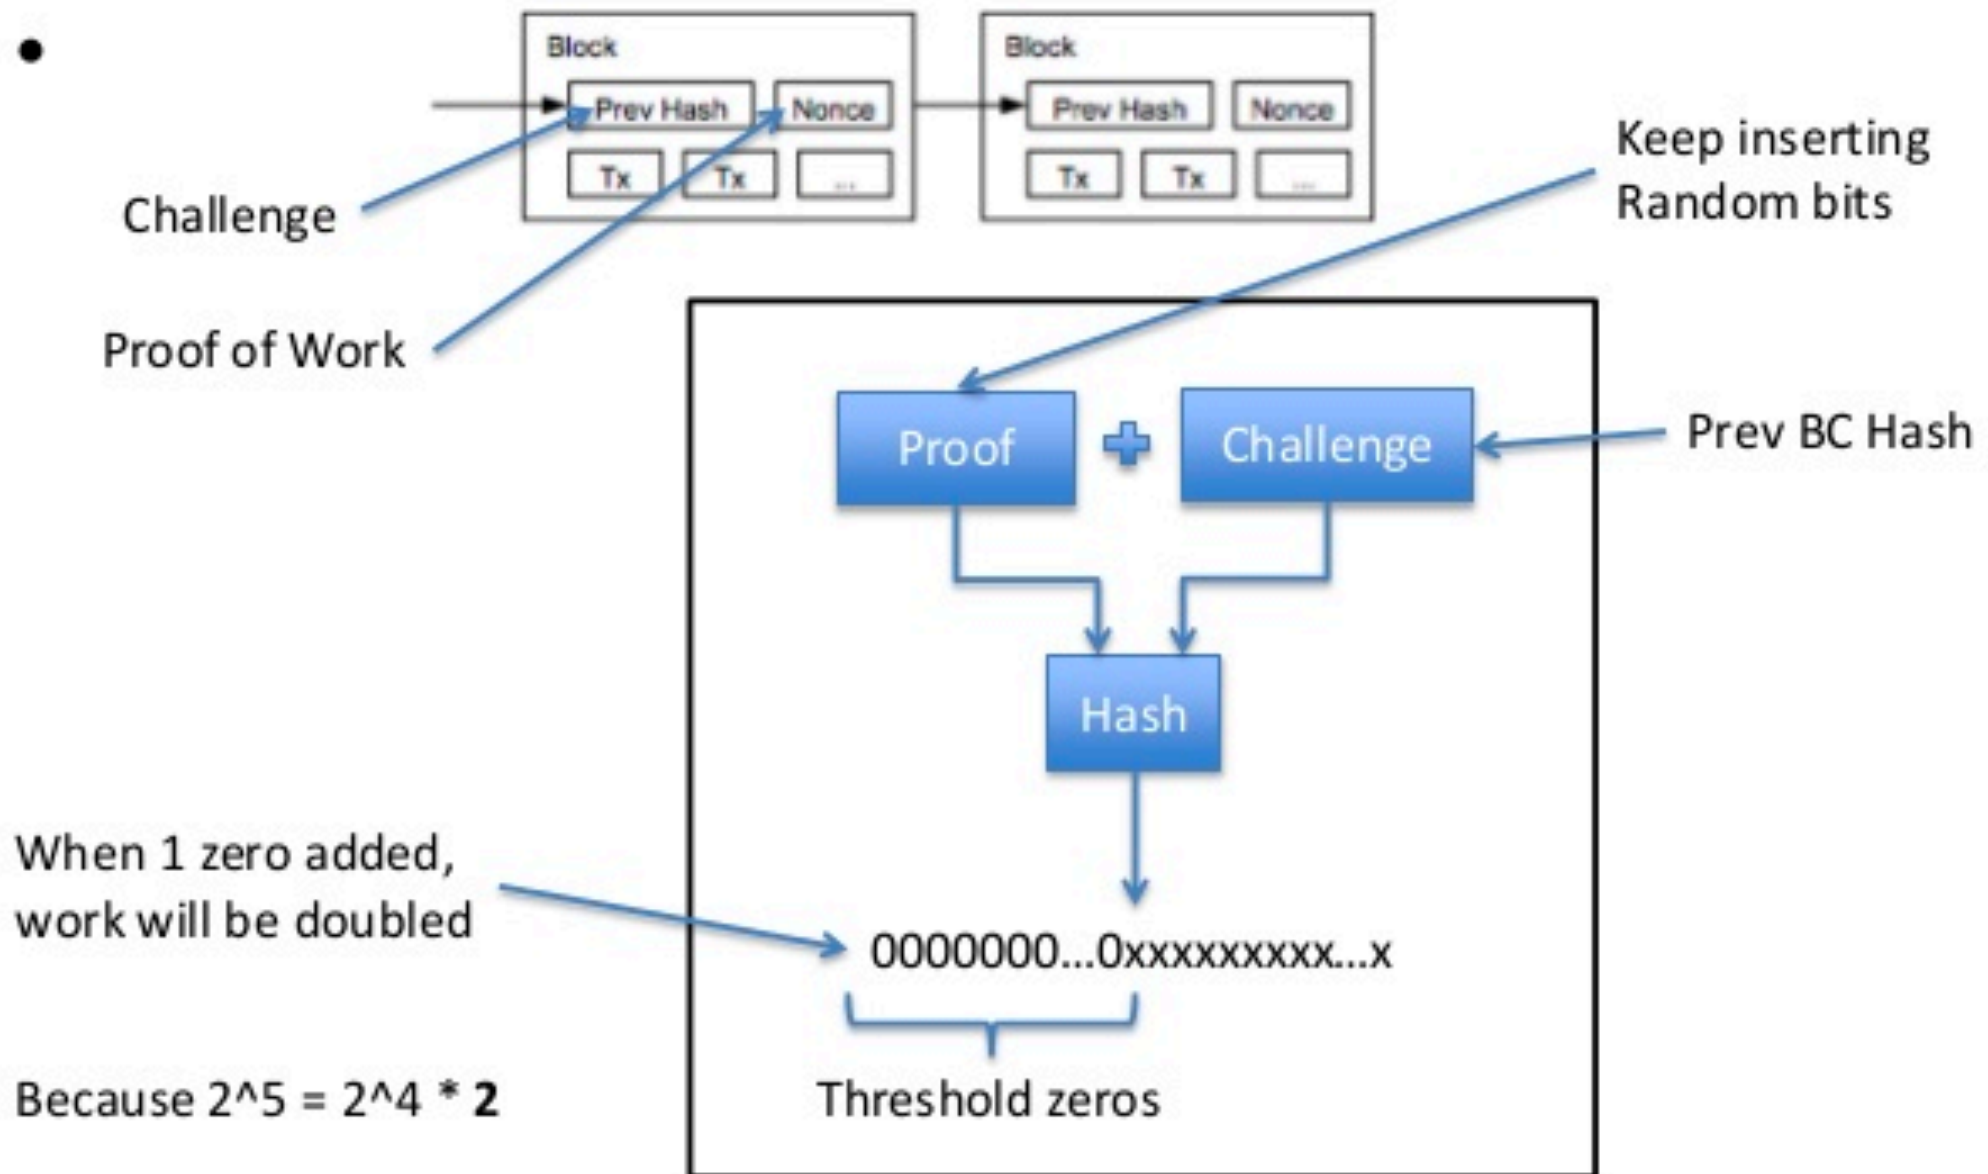 •
Block
Prev Hash
Nonce
Tx
Tx
...
Block
Prev Hash
Nonce
Tx
Tx
...
Challenge
Proof of Work
Keep inserting
Random bits
Proof
Challenge
Prev BC Hash
Hash
When 1 zero added,
work will be doubled
0000000...0xxxxxxxxx...x
Because 2^5 = 2^4 * 2
Threshold zeros